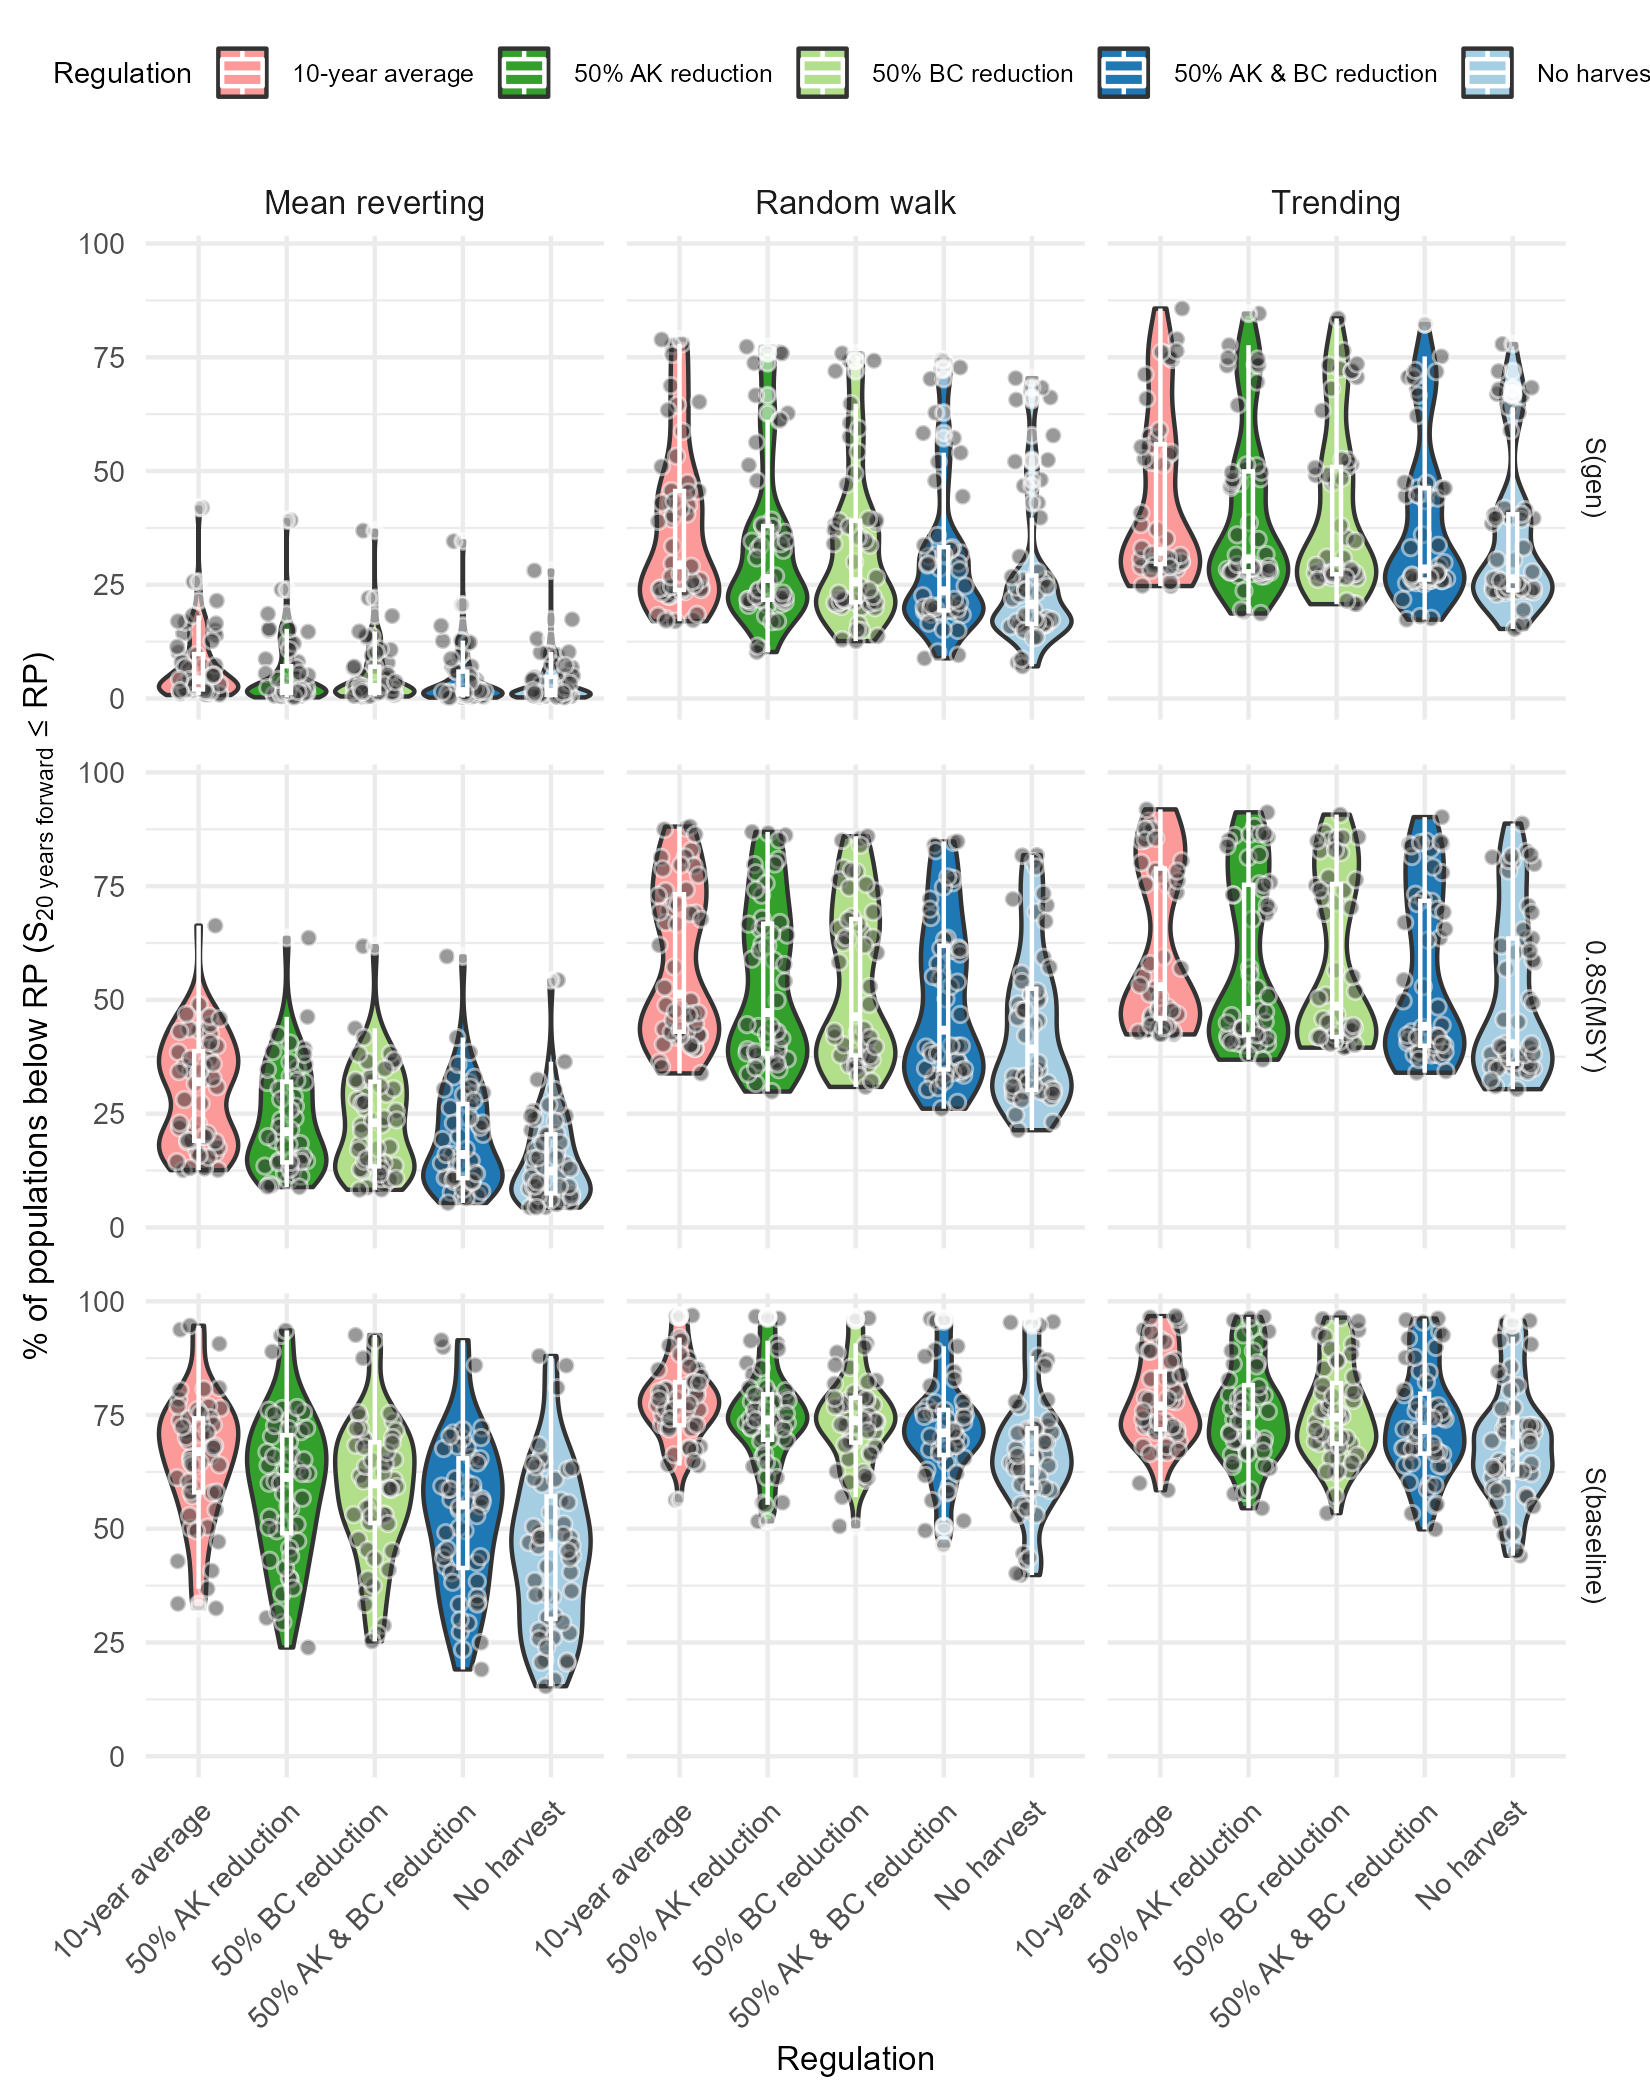 Regulation 10-year average 50% AK reduction 50% BC reduction 50% AK & BC reduction No harves
Mean reverting Random walk Trending
% of populations below RP (S20 years forward ≤ RP)
100
75
50
25
0
S(gen)
100
75
50
25
0
0.8S(MSY)
100
75
50
25
0
S(baseline)
10-year average 50% AK reduction 50% BC reduction 50% AK & BC reduction No harvest
10-year average 50% AK reduction 50% BC reduction 50% AK & BC reduction No harvest
10-year average 50% AK reduction 50% BC reduction 50% AK & BC reduction No harvest
Regulation